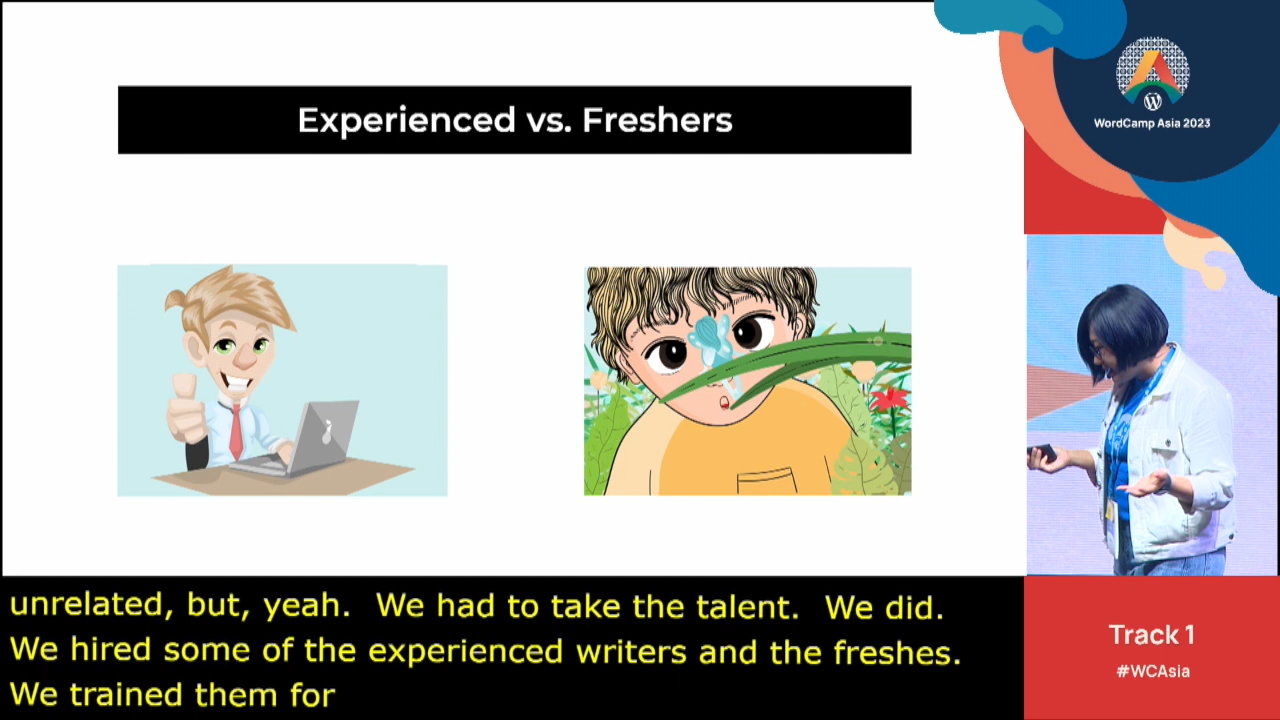 Experienced vs. Freshers
WordCamp Asia 2023
unrelated, but, yeah.  We had to take the talent.  We did.
We hired some of the experienced writers and the freshes.
We trained them for
Track 1
#WCAsia